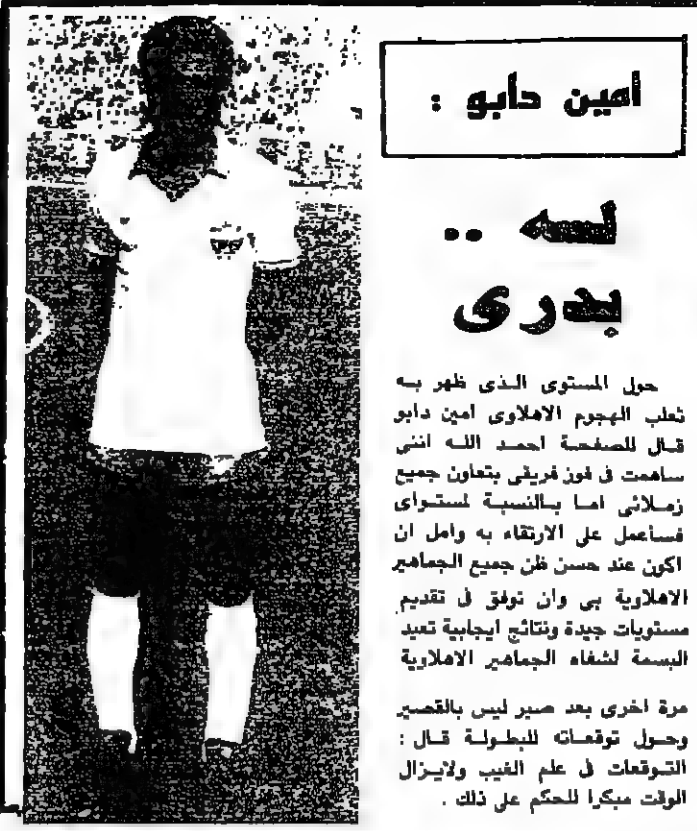 امين دابو :
لسه ..
بدرى
حول المستوى الذى ظهر به
ثعلب الهجوم الاهلاوى امين دابو
قال للصفحة احمد الله اننى
ساهمت فى فوز فريقى بتعاون جميع
زملائى اما بالنسبة لمستواى
فسأعمل على الارتقاء به وامل ان
اكون عند حسن ظن جميع الجماهير
الاهلاوية بى وان نوفق فى تقديم
مستويات جيدة ونتائج ايجابية تعيد
البسمة لشفاه الجماهير الاهلاوية
مرة اخرى بعد صبر ليس بالقصير
وحول توقعاته للبطولة قال :
التوقعات فى علم الغيب ولايزال
الوقت مبكرا للحكم على ذلك .